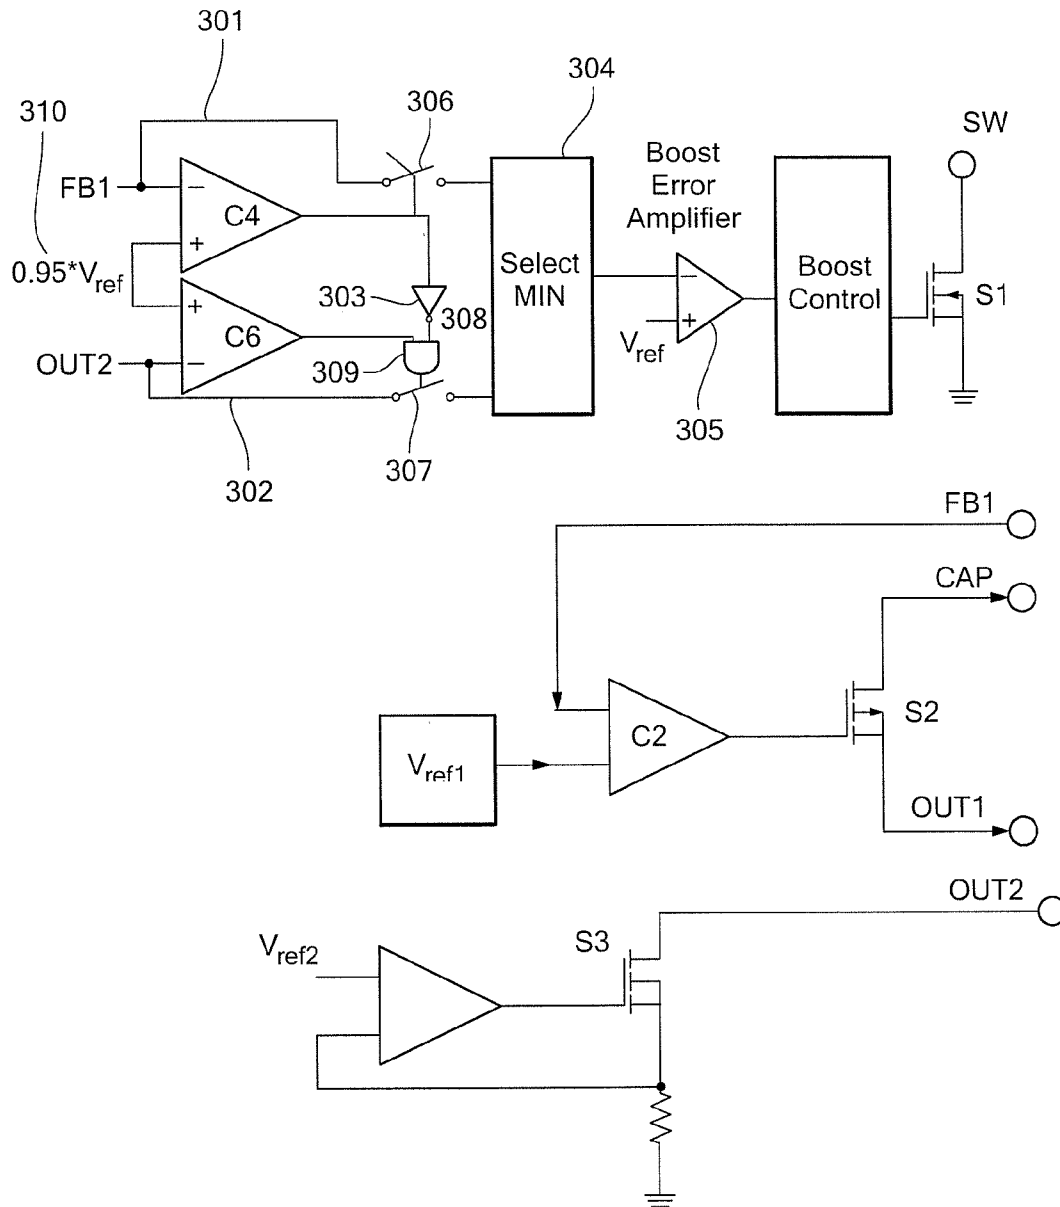 301
310
306
304
SW
FB1
−
C4
+
Boost
Error
Amplifier
0.95*Vref
+
C6
303
308
Select
MIN
−
+
Vref
Boost
Control
S1
OUT2
−
309
305
302
307
FB1
CAP
C2
S2
Vref1
OUT1
OUT2
Vref2
S3